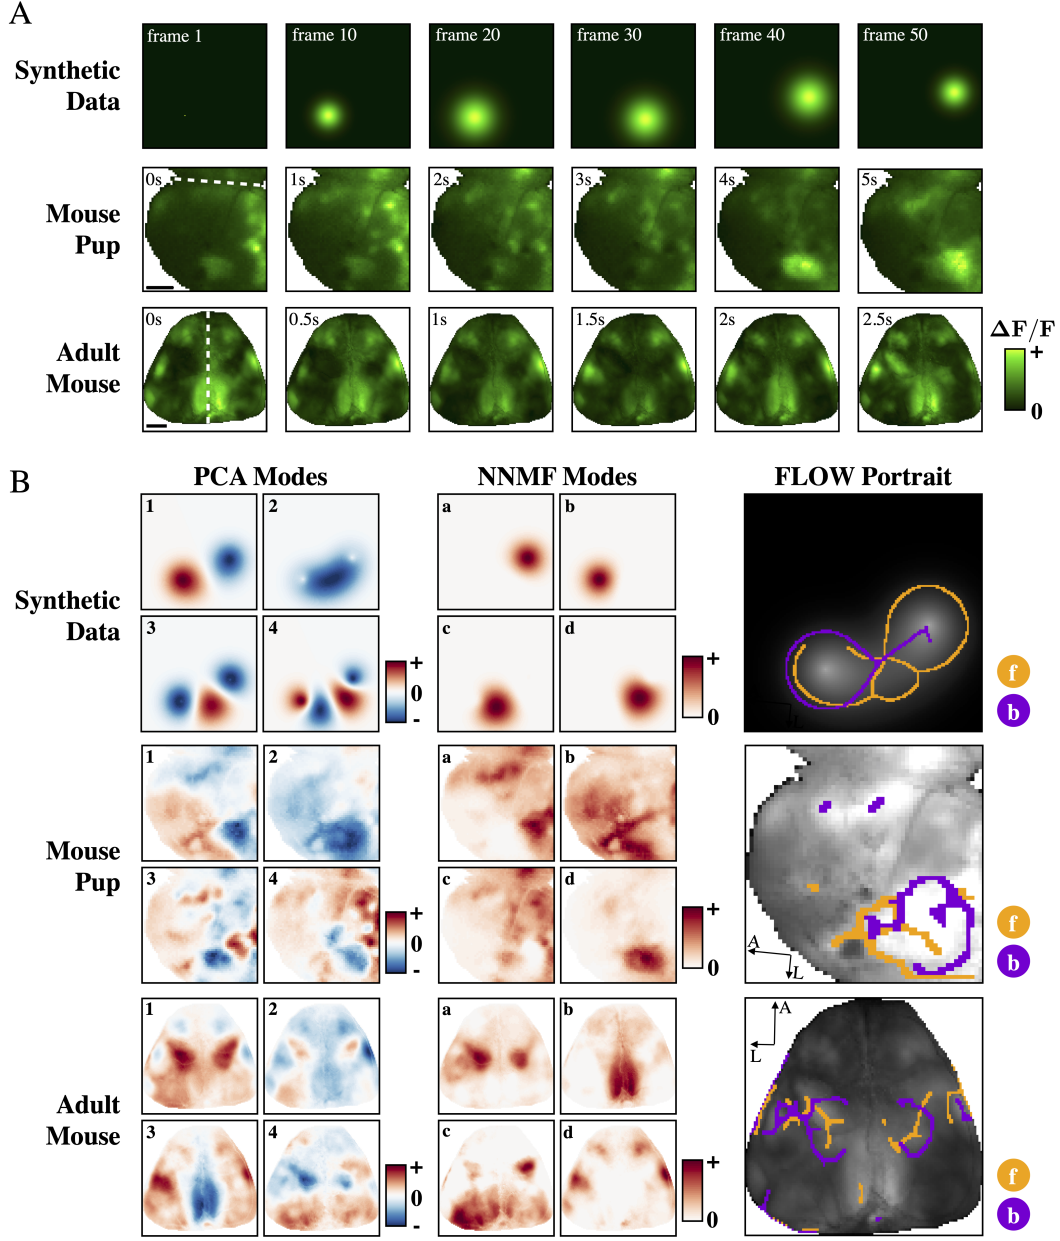 A
Synthetic
Data
frame 1
frame 10
frame 20
frame 30
frame 40
frame 50
Mouse
Pup
0s
1s
2s
3s
4s
5s
Adult
Mouse
0s
0.5s
1s
1.5s
2s
2.5s
ΔF/F
+
0
B
PCA Modes
NNMF Modes
FLOW Portrait
Synthetic
Data
1
2
3
4
+
0
-
a
b
c
d
+
0
f
b
Mouse
Pup
1
2
3
4
+
0
-
a
b
c
d
+
0
A
L
f
b
Adult
Mouse
1
2
3
4
+
0
-
a
b
c
d
+
0
A
L
f
b